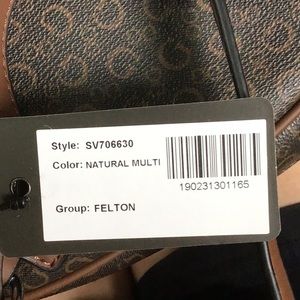 Style: SV706630
Color: NATURAL MULTI
190231301165
Group: FELTON